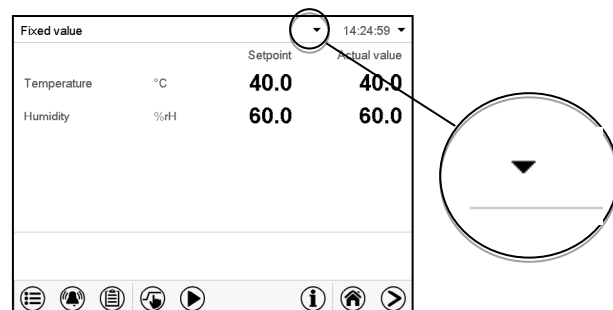 Fixed value 14:24:59
Setpoint Actual value
Temperature °C 40.0 40.0
Humidity %rH 60.0 60.0